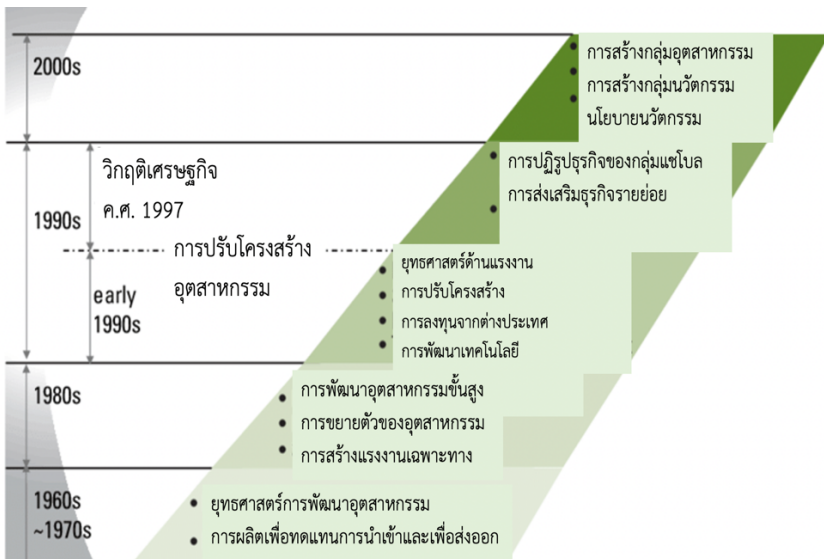 2000s
การสร้างกลุ่มอุตสาหกรรม
การสร้างกลุ่มนวัตกรรม
นโยบายนวัตกรรม
1990s
วิกฤติเศรษฐกิจ
ค.ศ. 1997
การปฏิรูปธุรกิจของกลุ่มแชโบล
การส่งเสริมธุรกิจรายย่อย
การปรับโครงสร้าง
อุตสาหกรรม
early
1990s
ยุทธศาสตร์ด้านแรงงาน
การปรับโครงสร้าง
การลงทุนจากต่างประเทศ
การพัฒนาเทคโนโลยี
1980s
การพัฒนาอุตสาหกรรมขั้นสูง
การขยายตัวของอุตสาหกรรม
การสร้างแรงงานเฉพาะทาง
1960s
~1970s
ยุทธศาสตร์การพัฒนาอุตสาหกรรม
การผลิตเพื่อทดแทนการนำเข้าและเพื่อส่งออก